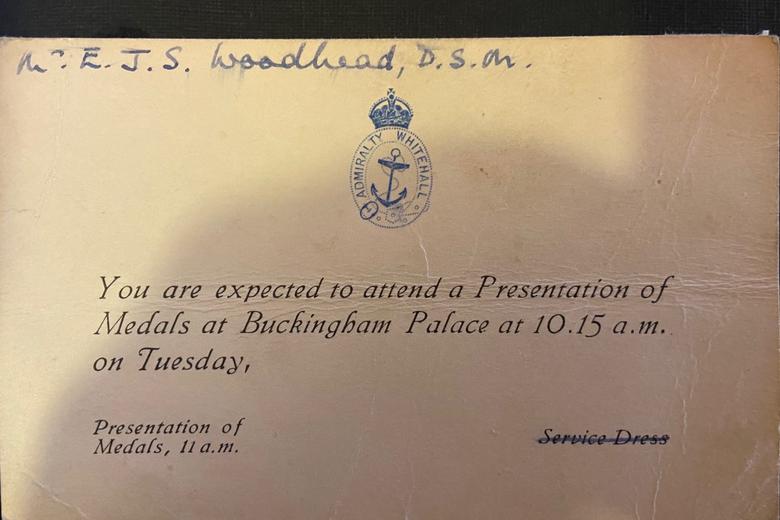 Mr. E. J. S. Woodhead, D.S.M.
ADMIRALTY WHITEHALL
You are expected to attend a Presentation of
Medals at Buckingham Palace at 10.15 a.m.
on Tuesday,
Presentation of
Medals, 11 a.m.
Service Dress